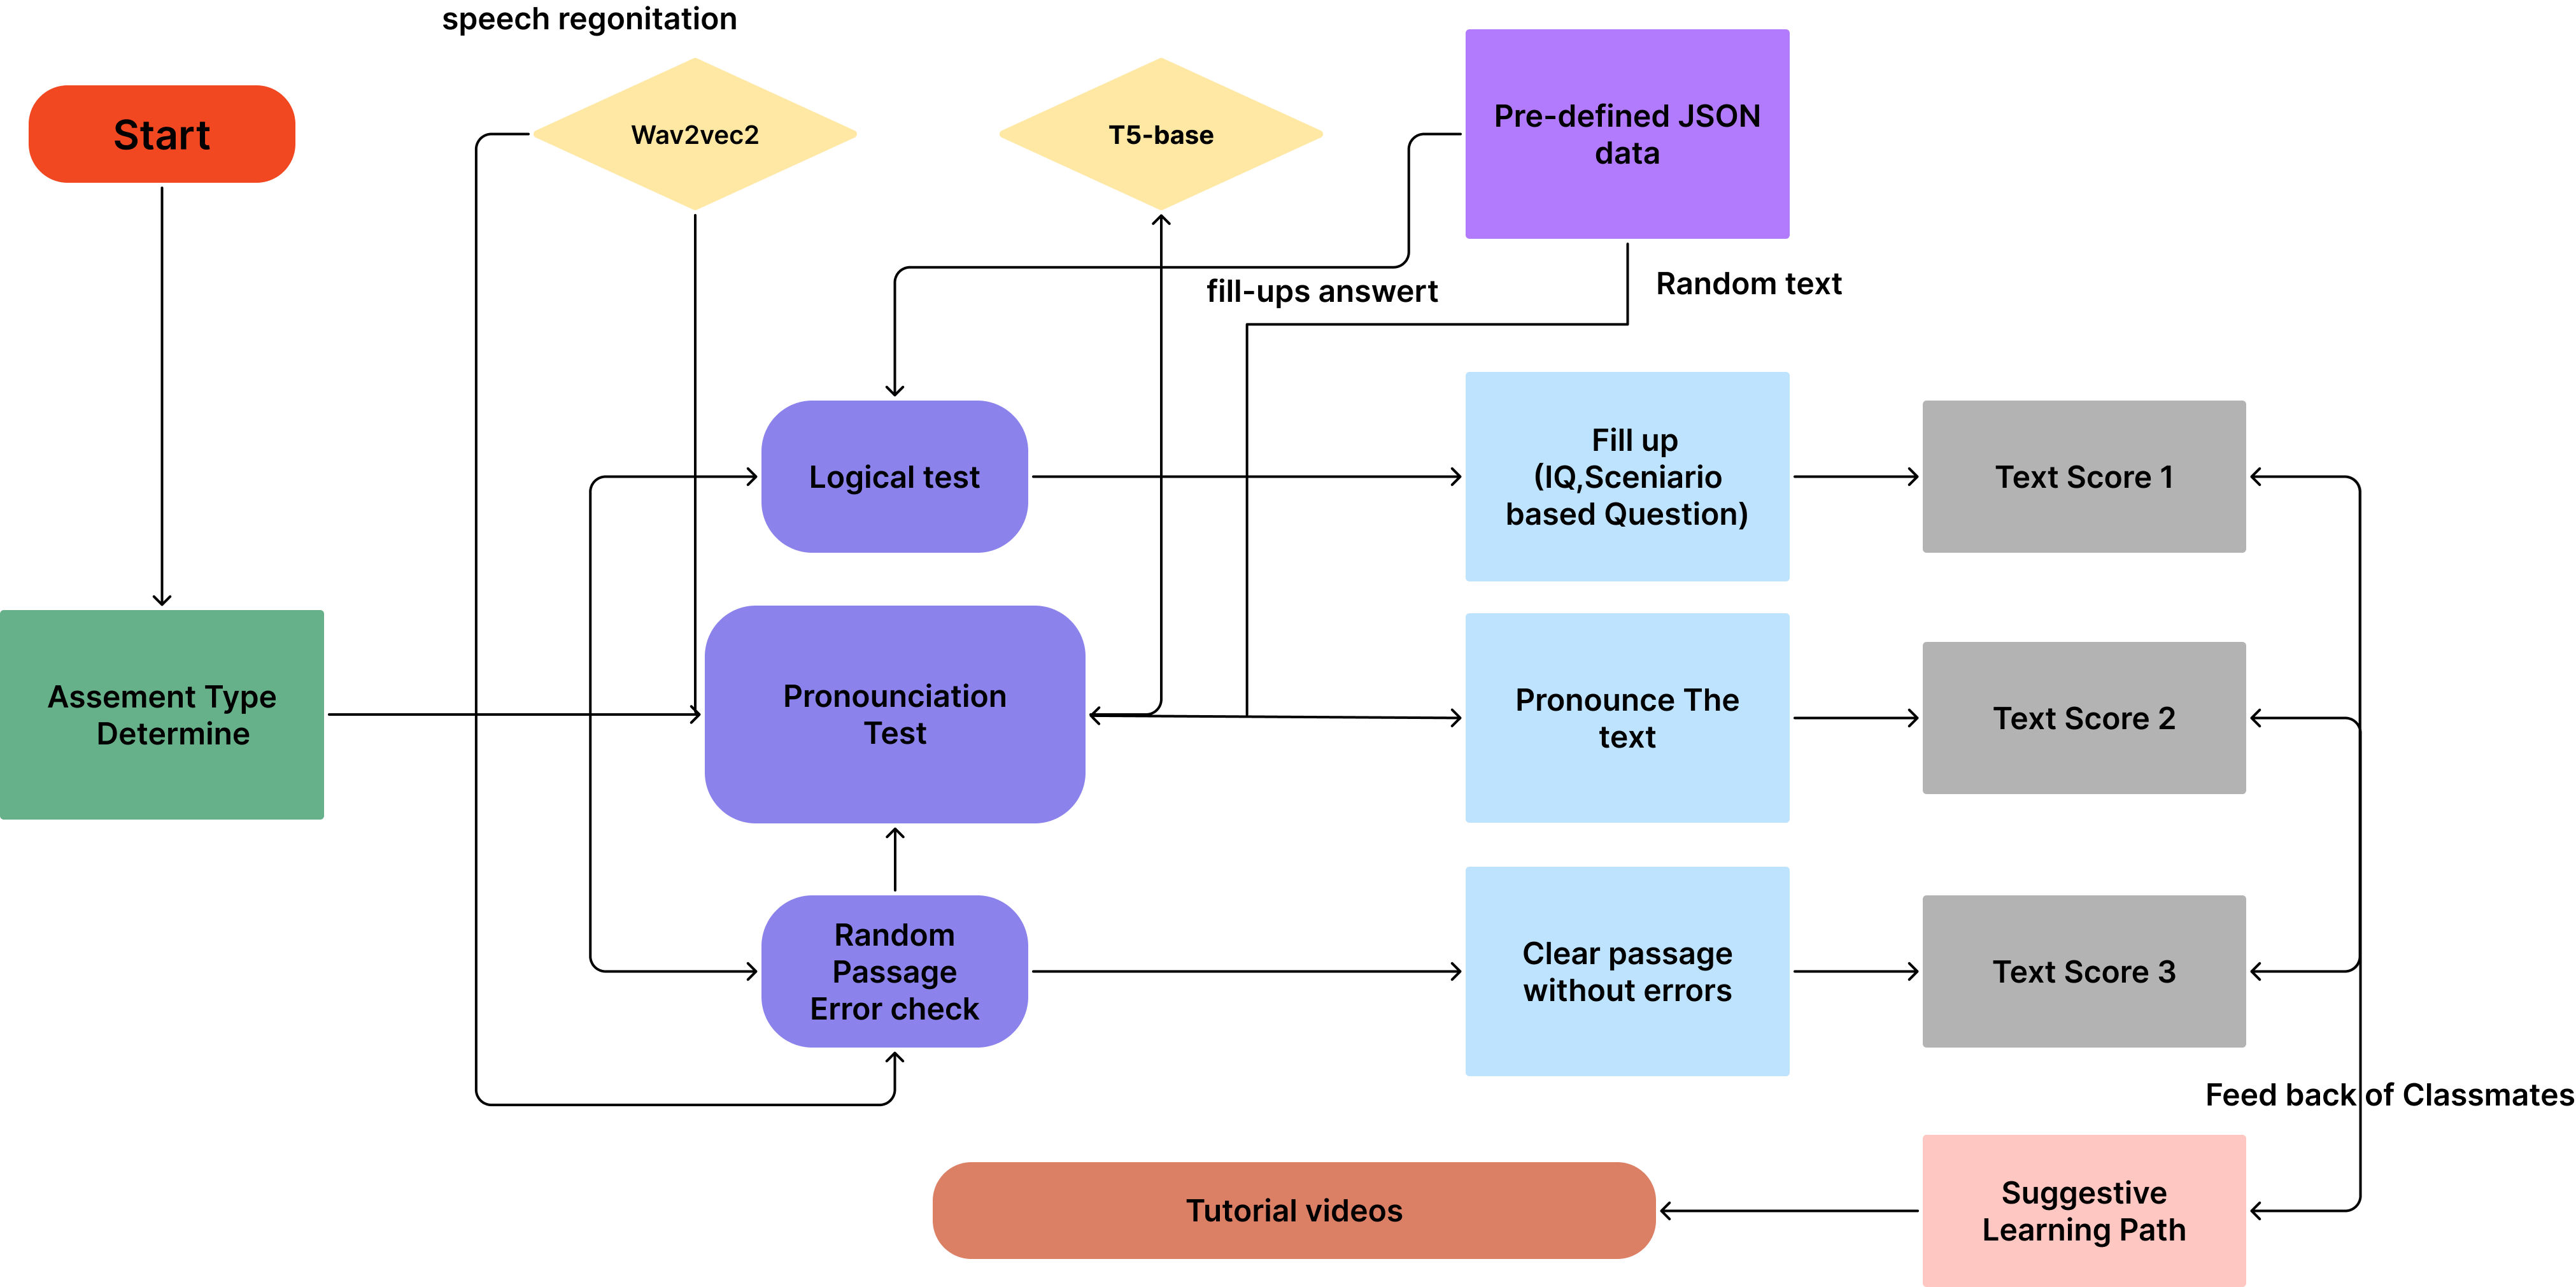 speech regonitation
Start
Wav2vec2
T5-base
Pre-defined JSON
data
fill-ups answert
Random text
Logical test
Fill up
(IQ,Sceniario
based Question)
Text Score 1
Assement Type
Determine
Pronounciation
Test
Pronounce The
text
Text Score 2
Random
Passage
Error check
Clear passage
without errors
Text Score 3
Feed back of Classmates
Tutorial videos
Suggestive
Learning Path